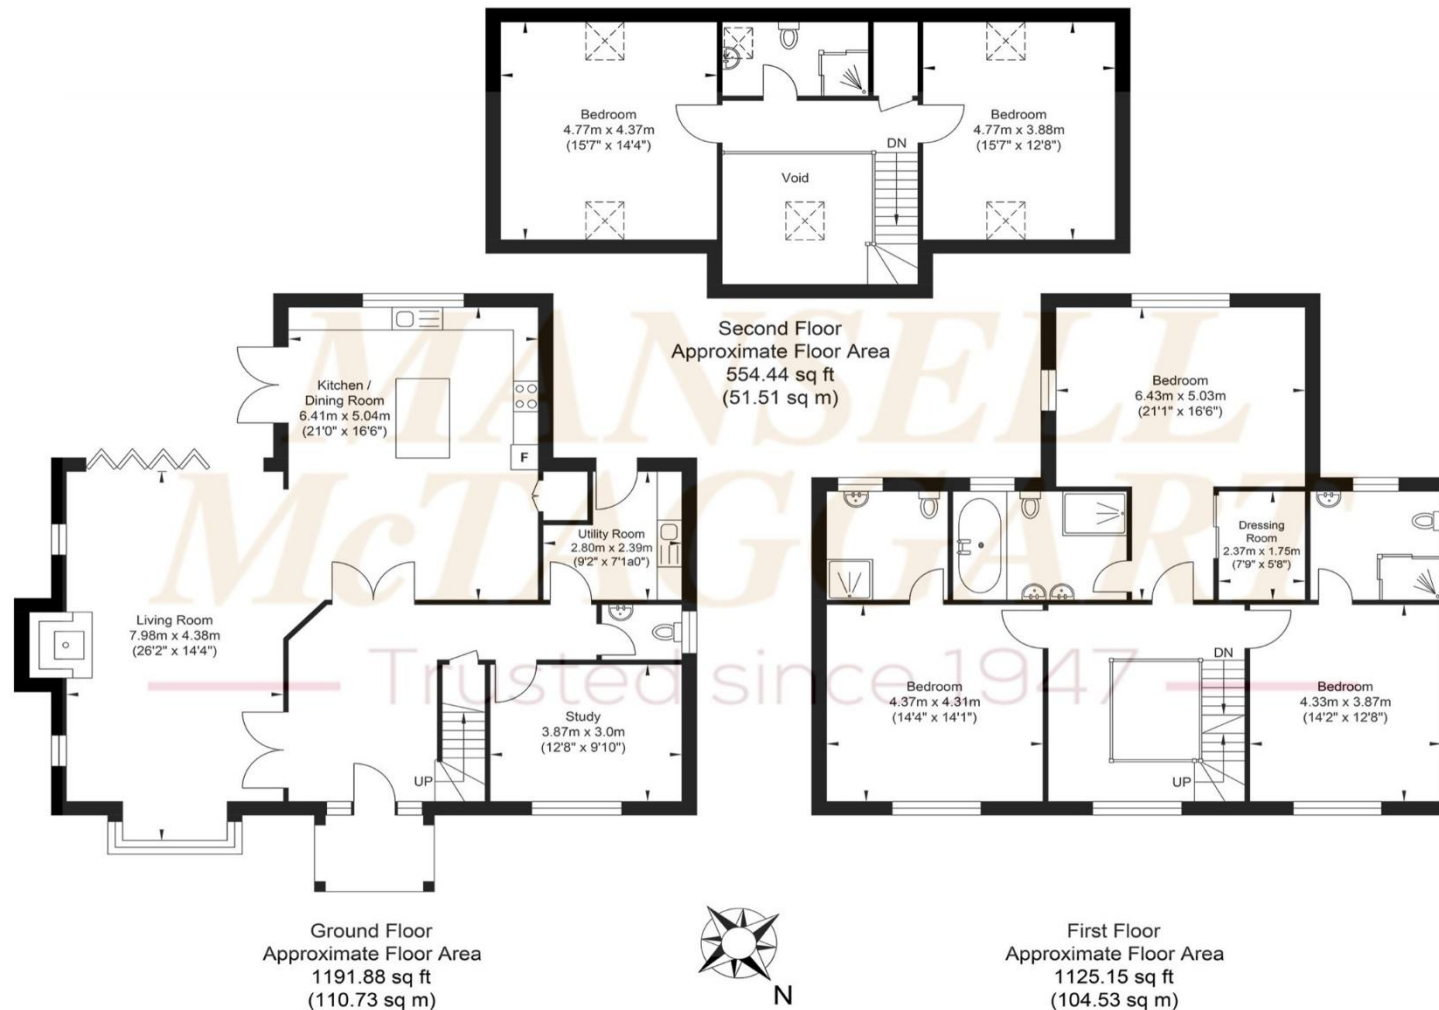 Bedroom
4.77m x 4.37m
(15'7" x 14'4")
Bedroom
4.77m x 3.88m
(15'7" x 12'8")
DN
Void
Second Floor
Approximate Floor Area
554.44 sq ft
(51.51 sq m)
Kitchen /
Dining Room
6.41m x 5.04m
(21'0" x 16'6")
F
Utility Room
2.80m x 2.39m
(9'2" x 7'1a0")
Living Room
7.98m x 4.38m
(26'2" x 14'4")
Study
3.87m x 3.0m
(12'8" x 9'10")
UP
Ground Floor
Approximate Floor Area
1191.88 sq ft
(110.73 sq m)
Bedroom
6.43m x 5.03m
(21'1" x 16'6")
Dressing
Room
2.37m x 1.75m
(7'9" x 5'8")
Bedroom
4.37m x 4.31m
(14'4" x 14'1")
DN
UP
Bedroom
4.33m x 3.87m
(14'2" x 12'8")
First Floor
Approximate Floor Area
1125.15 sq ft
(104.53 sq m)
N
MANSELL
McTAGGART
Trusted since 1947